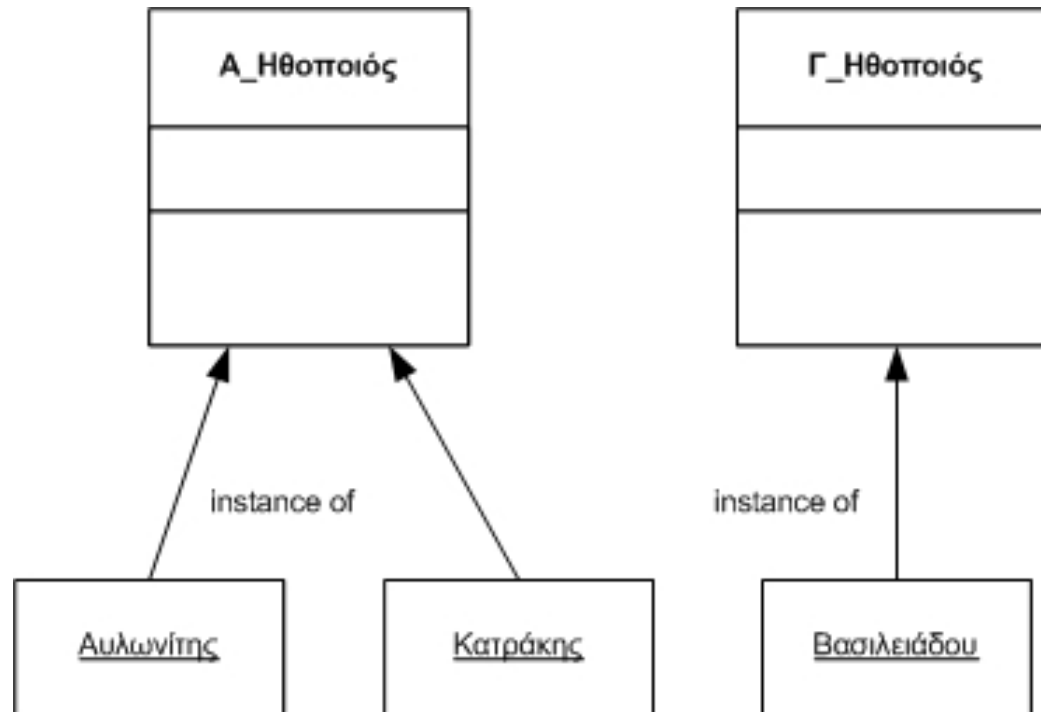 Α_Ηθοποιός
Γ_Ηθοποιός
instance of
instance of
Αυλωνίτης
Κατράκης
Βασιλειάδου